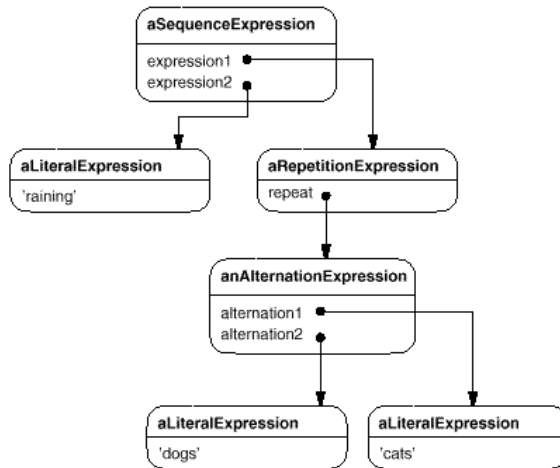 aSequenceExpression
expression1
expression2
aLiteralExpression
'raining'
aRepetitionExpression
repeat
anAlternationExpression
alternation1
alternation2
aLiteralExpression
'dogs'
aLiteralExpression
'cats'